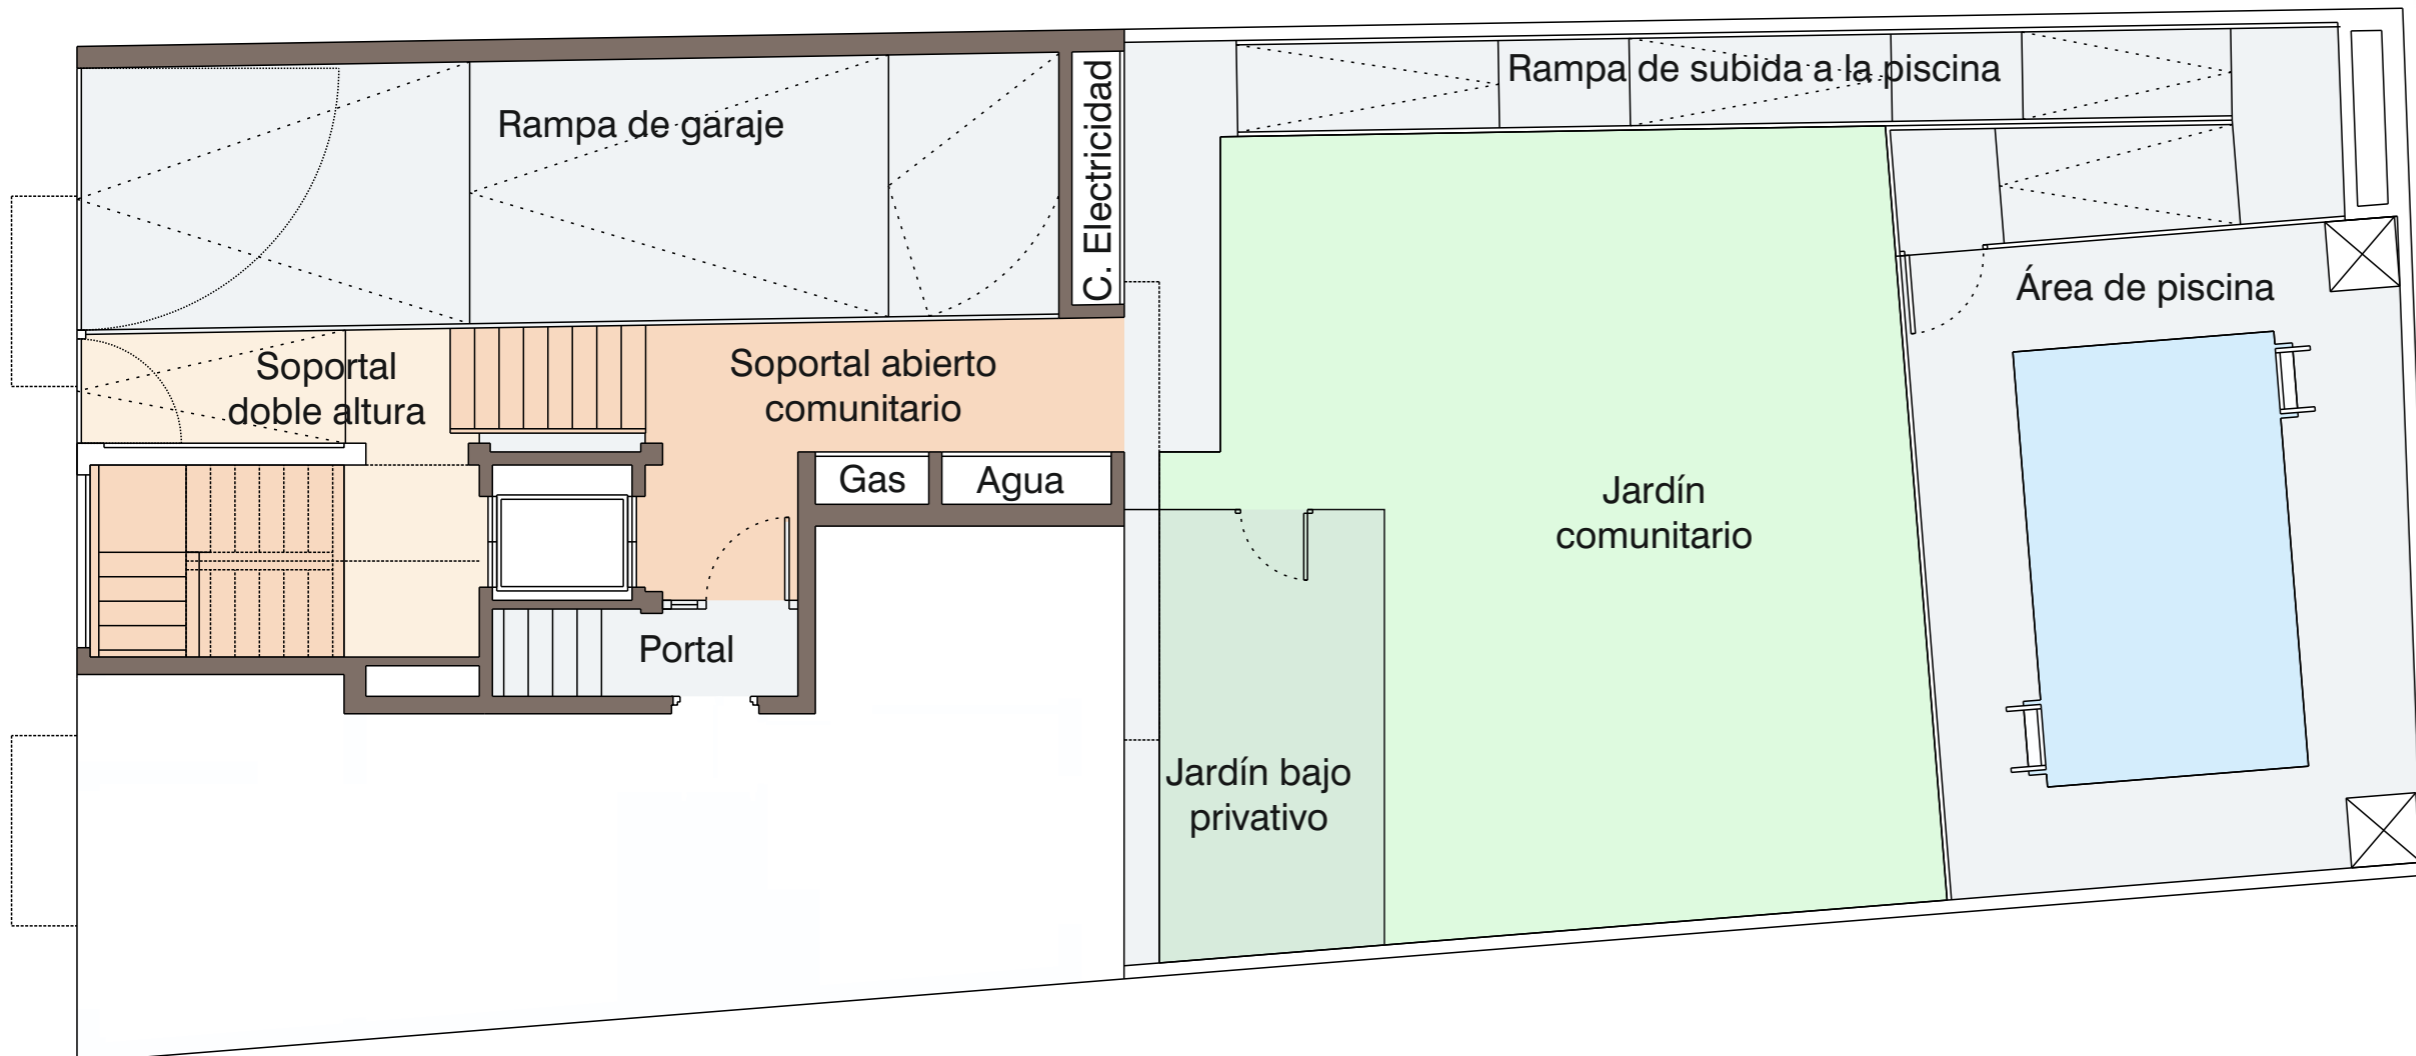 Rampa de garaje
C. Electricidad
Rampa de subida a la piscina
Área de piscina
Soportal
doble altura
Soportal abierto
comunitario
Gas
Agua
Jardín
comunitario
Portal
Jardín bajo
privativo